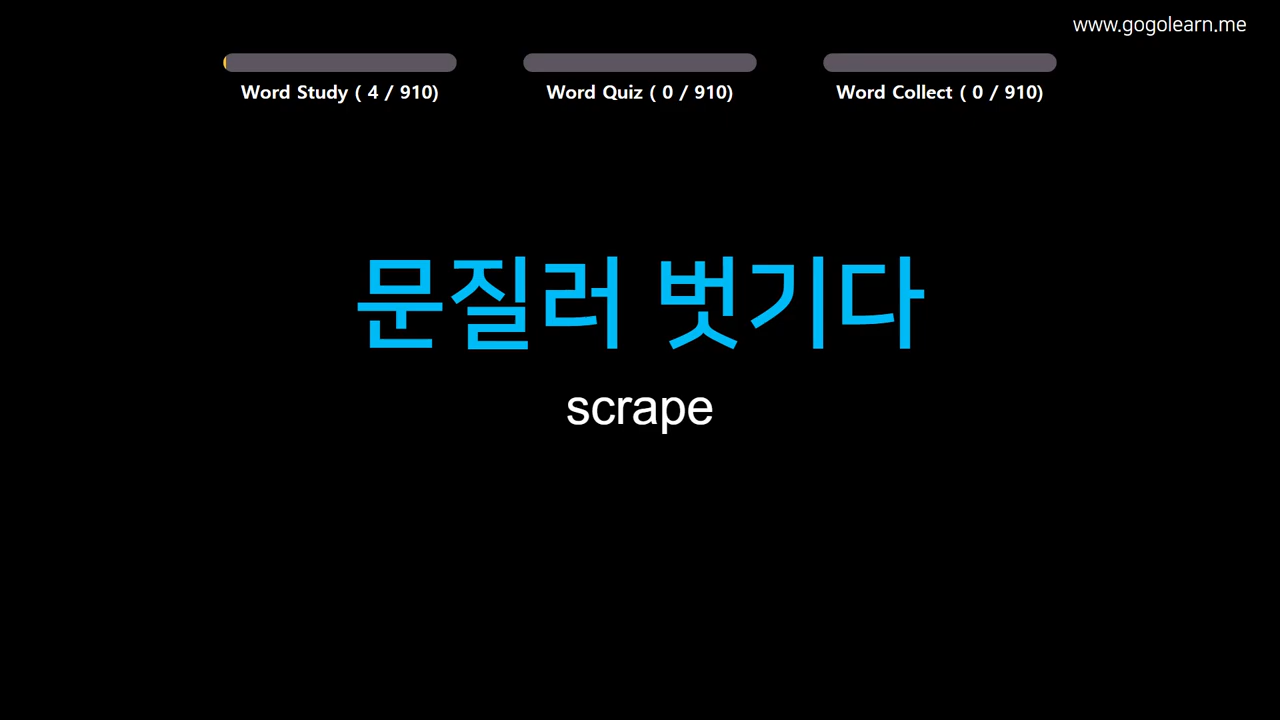 www.gogolearn.me
Word Study ( 4 / 910)
Word Quiz ( 0 / 910)
Word Collect ( 0 / 910)
문질러 벗기다
scrape